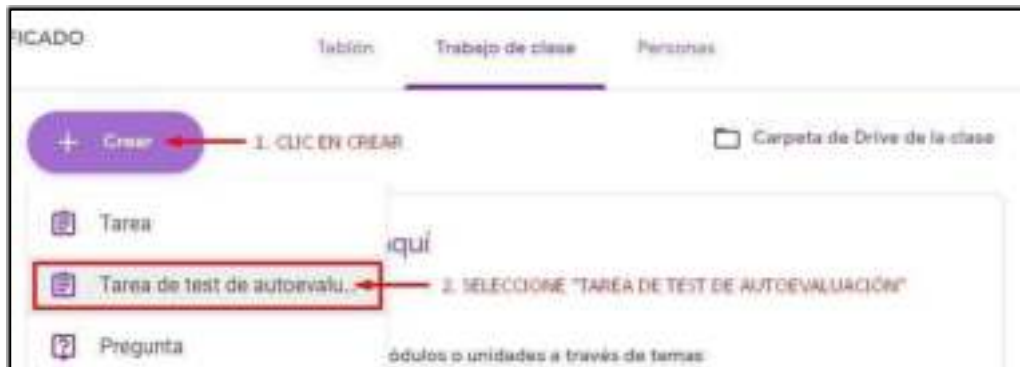 FICADO
Tablón Trabajo de clase Personas
+ Crear 1. CLIC EN CREAR Carpeta de Drive de la clase
Tarea
aquí
Tarea de test de autoevalu... 2. SELECCIONE "TAREA DE TEST DE AUTOEVALUACIÓN"
Pregunta
ódulos o unidades a través de temas